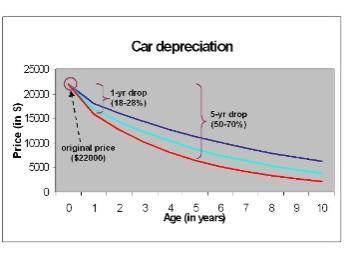 Car depreciation
Price (in $)
25000
20000
15000
10000
5000
0
1-yr drop
(18-28%)
5-yr drop
(50-70%)
original price
($22000)
0 1 2 3 4 5 6 7 8 9 10
Age (in years)